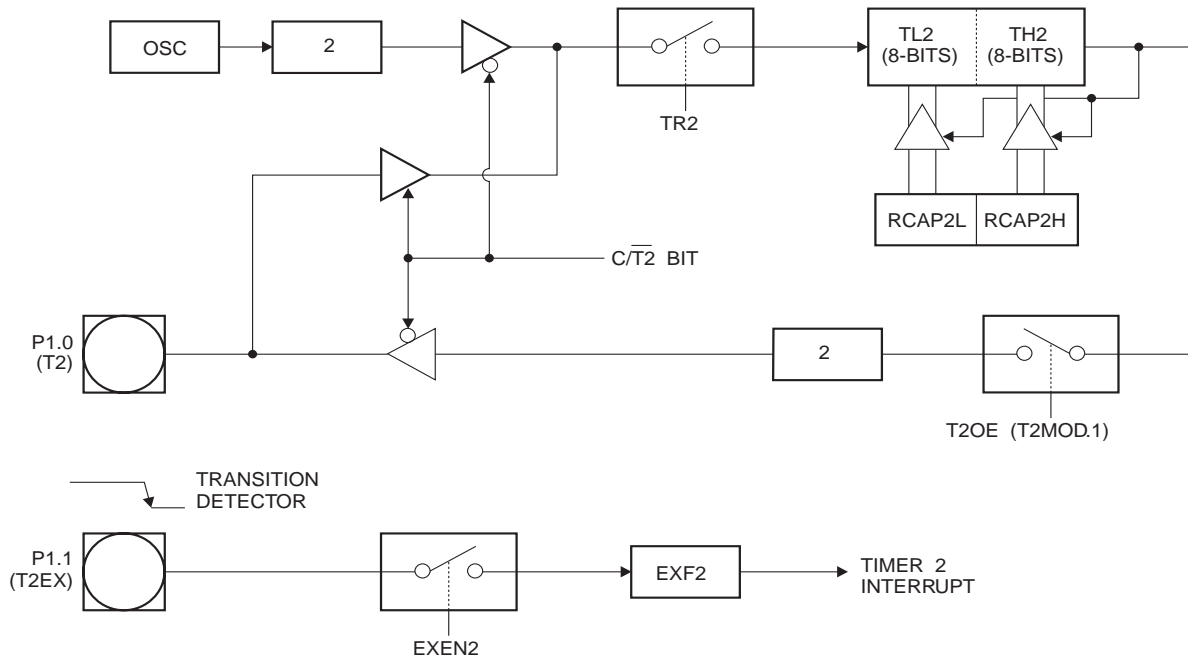 OSC
2
TR2
TL2
(8-BITS)
TH2
(8-BITS)
RCAP2L
RCAP2H
C/T2 BIT
P1.0
(T2)
2
T2OE (T2MOD.1)
TRANSITION
DETECTOR
P1.1
(T2EX)
EXEN2
EXF2
TIMER 2
INTERRUPT